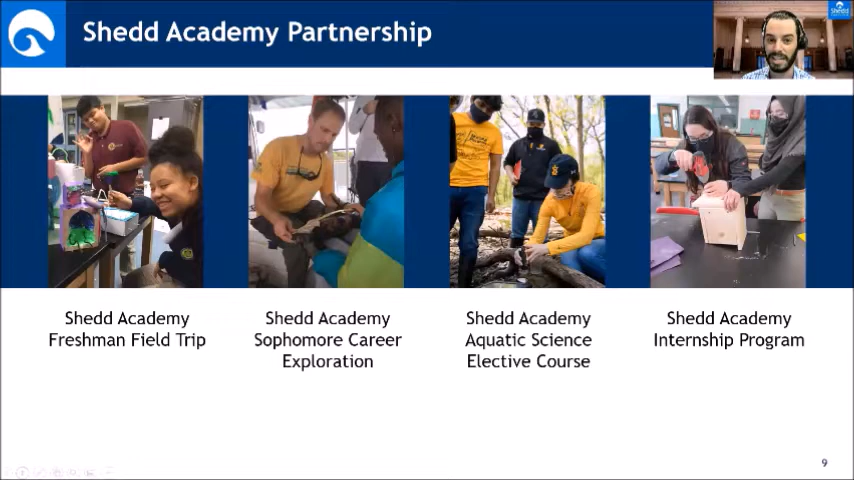 Shedd Academy Partnership
Shedd
Shedd Academy
Freshman Field Trip
Shedd Academy
Sophomore Career
Exploration
Shedd Academy
Aquatic Science
Elective Course
Shedd Academy
Internship Program
9